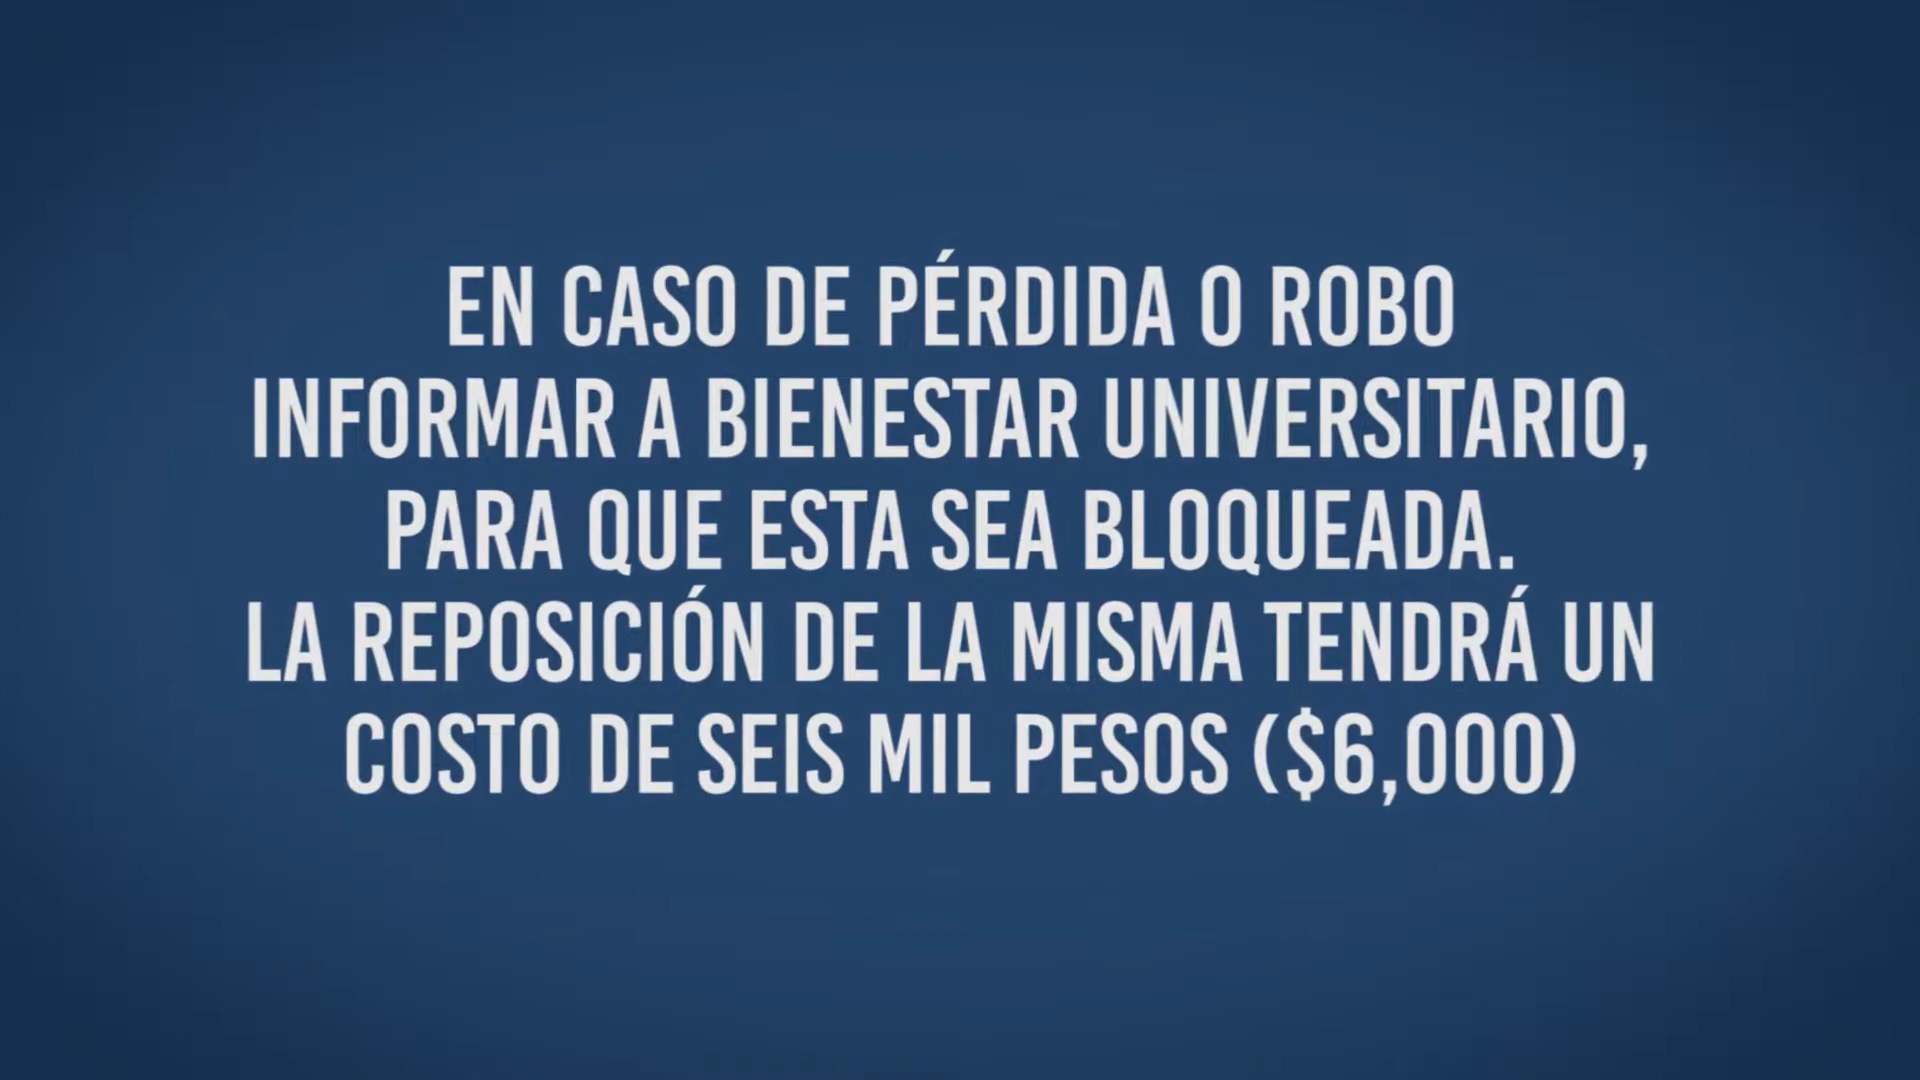 EN CASO DE PÉRDIDA O ROBO
INFORMAR A BIENESTAR UNIVERSITARIO,
PARA QUE ESTA SEA BLOQUEADA.
LA REPOSICIÓN DE LA MISMA TENDRÁ UN
COSTO DE SEIS MIL PESOS ($6,000)